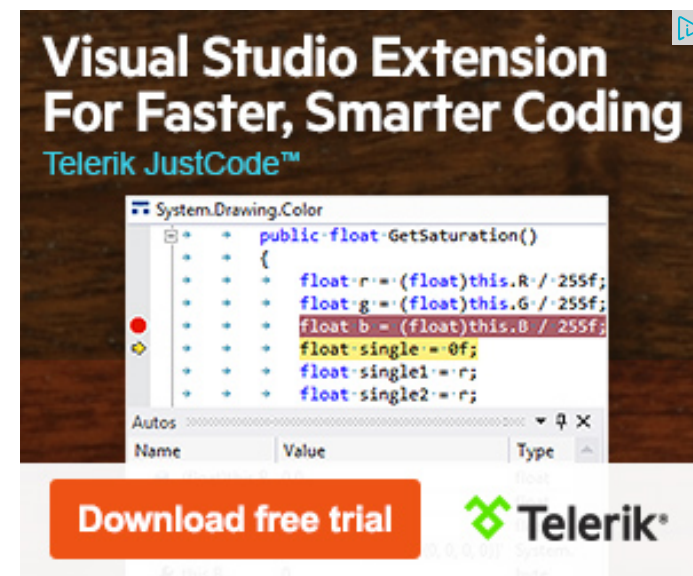 Visual Studio Extension
For Faster, Smarter Coding
Telerik JustCode™
System.Drawing.Color
public float GetSaturation()
{
float r = (float)this.R / 255f;
float g = (float)this.G / 255f;
float b = (float)this.B / 255f;
float single = 0f;
float single1 = r;
float single2 = r;
Autos
Name Value Type
Download free trial
Telerik®